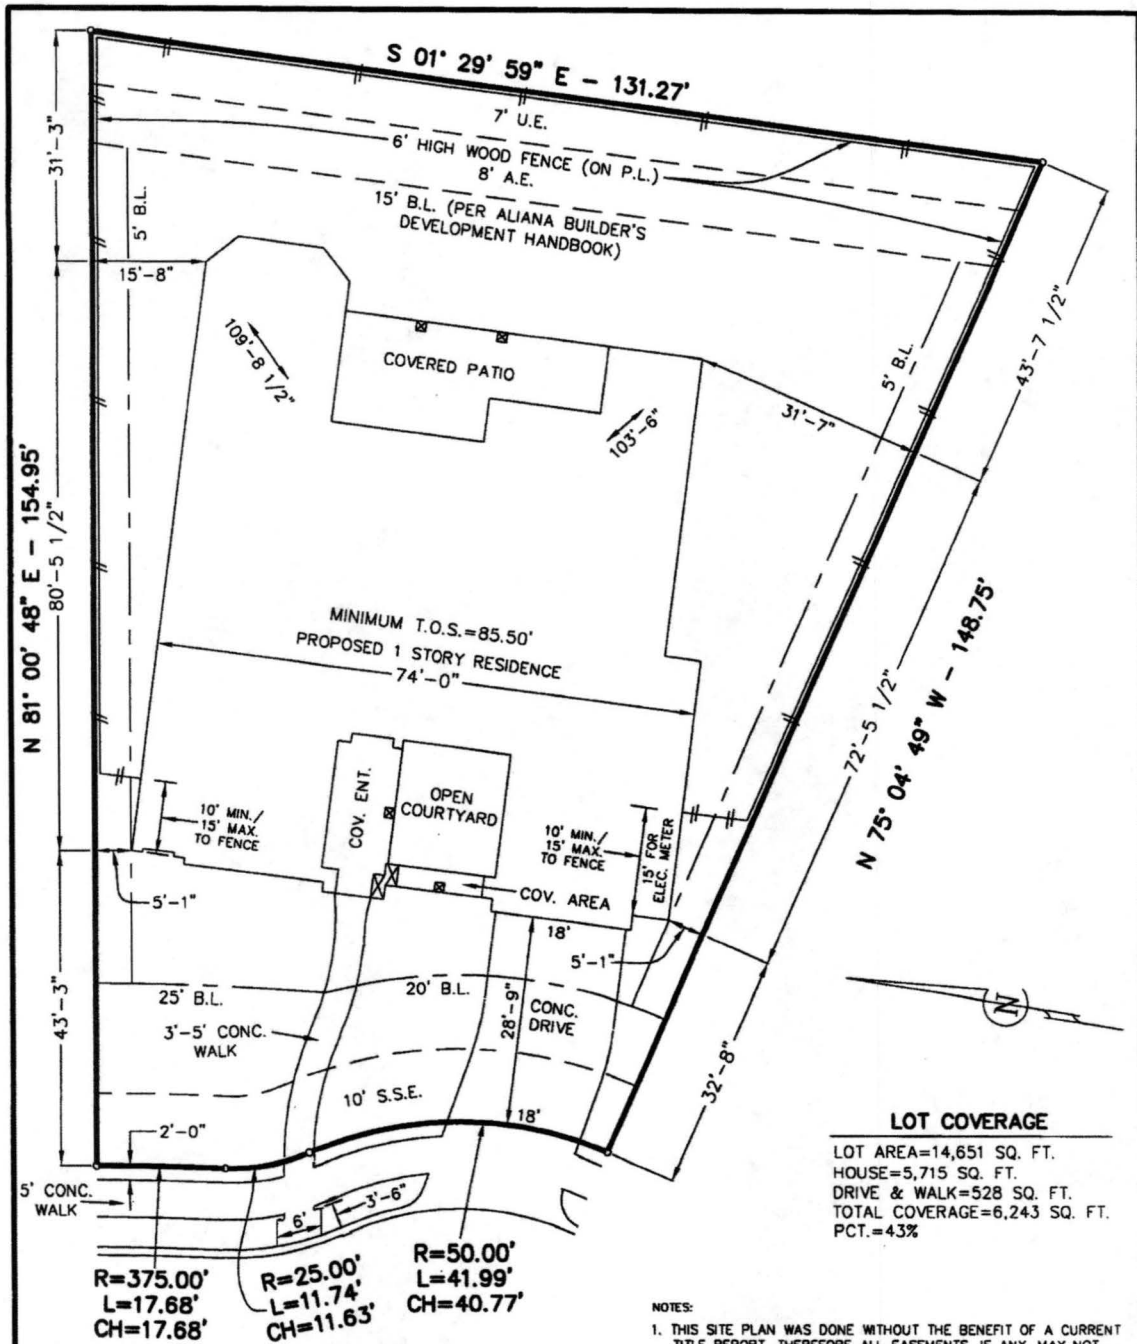 S 01° 29' 59" E - 131.27'
7' U.E.
6' HIGH WOOD FENCE (ON P.L.)
8' A.E.
15' B.L. (PER ALIANA BUILDER'S
DEVELOPMENT HANDBOOK)
31'-3"
5' B.L.
15'-8"
109'-8 1/2"
COVERED PATIO
103'-6"
31'-7"
5' B.L.
43'-7 1/2"
N 81° 00' 48" E - 154.95'
80'-5 1/2"
MINIMUM T.O.S.=85.50'
PROPOSED 1 STORY RESIDENCE
74'-0"
72'-5 1/2"
N 75° 04' 49" W - 148.75'
COV. ENT.
OPEN
COURTYARD
10' MIN./
15' MAX.
TO FENCE
10' MIN./
15' MAX.
TO FENCE
15' FOR
ELEC. METER
COV. AREA
5'-1"
18'
5'-1"
43'-3"
25' B.L.
20' B.L.
28'-9"
CONC.
DRIVE
3'-5' CONC.
WALK
N
10' S.S.E.
18'
32'-8"
2'-0"
5' CONC.
WALK
6'
3'-6"
R=375.00'
L=17.68'
CH=17.68'
R=25.00'
L=11.74'
CH=11.63'
R=50.00'
L=41.99'
CH=40.77'
LOT COVERAGE
LOT AREA=14,651 SQ. FT.
HOUSE=5,715 SQ. FT.
DRIVE & WALK=528 SQ. FT.
TOTAL COVERAGE=6,243 SQ. FT.
PCT.=43%
NOTES:
1. THIS SITE PLAN WAS DONE WITHOUT THE BENEFIT OF A CURRENT
TITLE REPORT, THEREFORE ALL EASEMENTS, IF ANY, MAY NOT